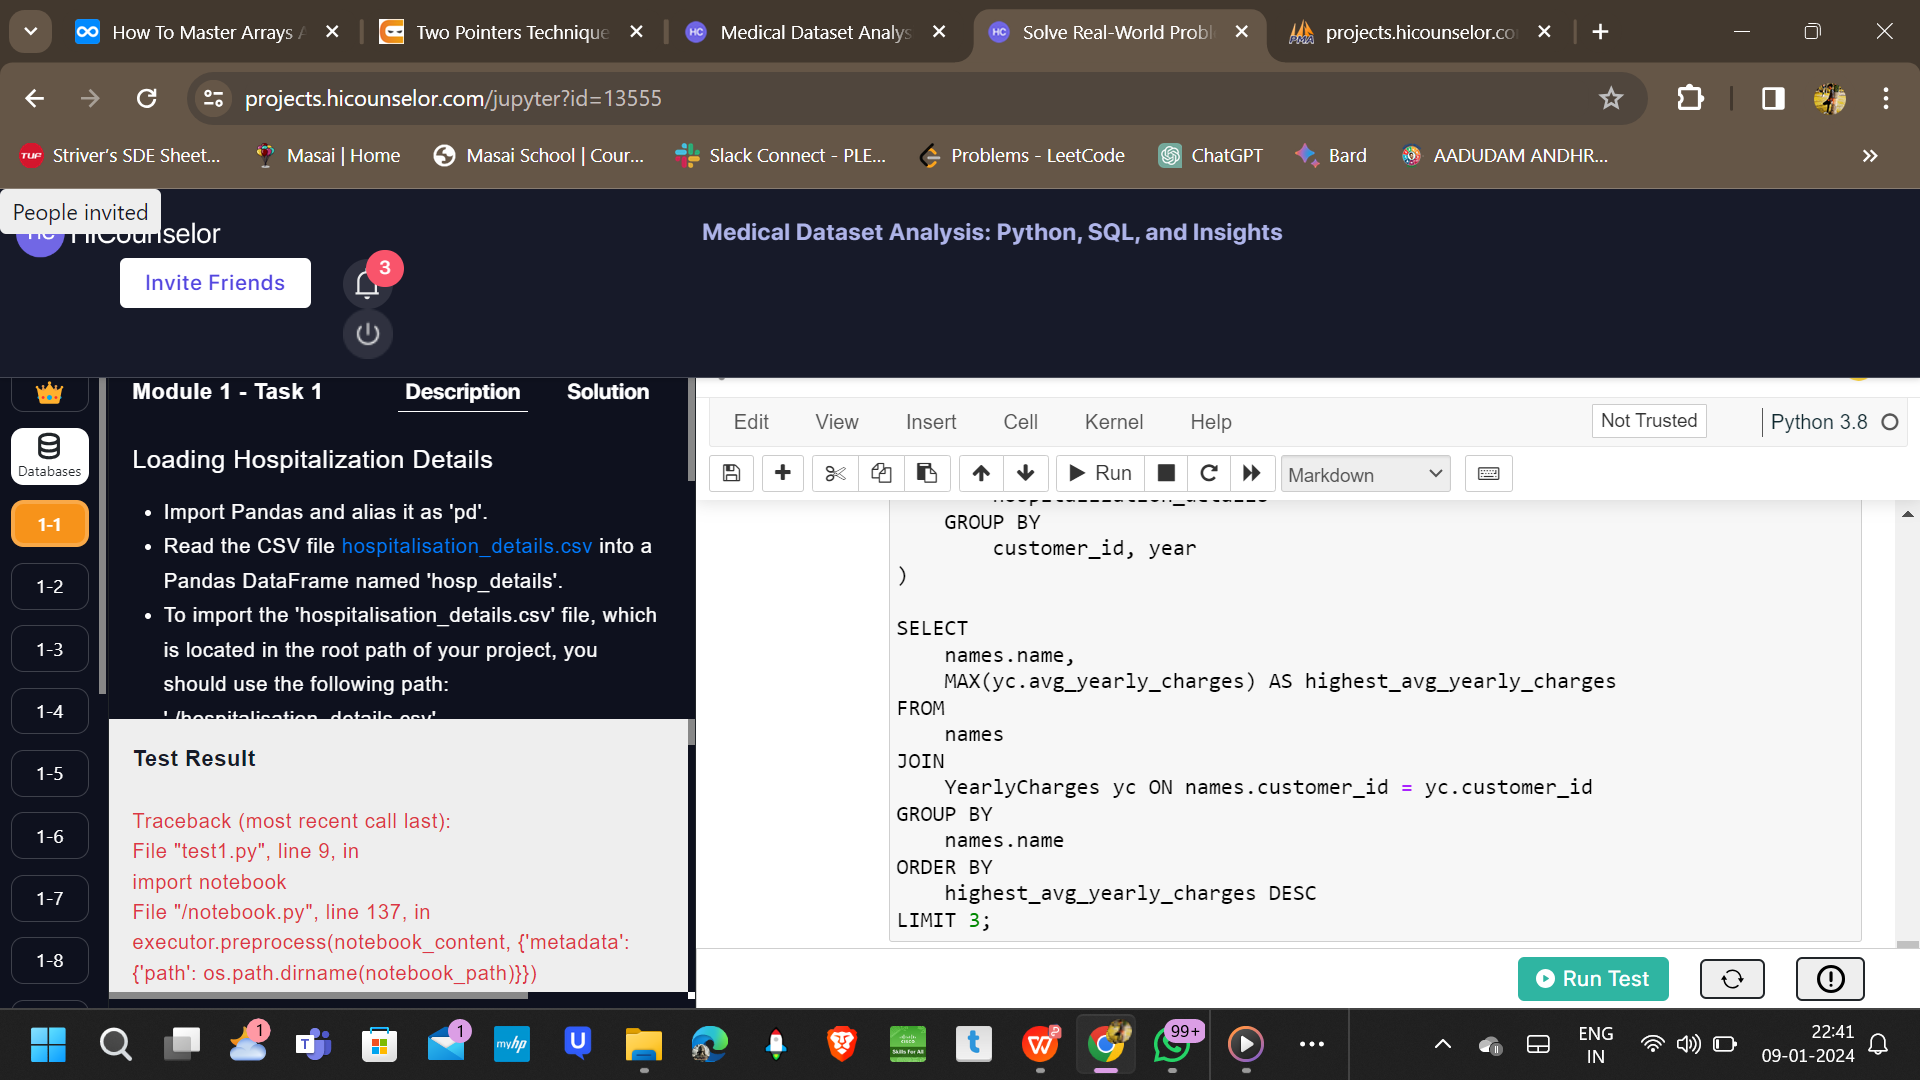 How To Master Arrays
Two Pointers Technique
Medical Dataset Analys
Solve Real-World Probl
projects.hicounselor.co
projects.hicounselor.com/jupyter?id=13555
Striver's SDE Sheet...
Masai | Home
Masai School | Cour...
Slack Connect - PLE...
Problems - LeetCode
ChatGPT
Bard
AADUDAM ANDHR...
People invited
HC HiCounselor
Medical Dataset Analysis: Python, SQL, and Insights
Invite Friends
3
Module 1 - Task 1
Description
Solution
Databases
1-1
1-2
1-3
1-4
1-5
1-6
1-7
1-8
Loading Hospitalization Details
• Import Pandas and alias it as 'pd'.
• Read the CSV file hospitalisation_details.csv into a
Pandas DataFrame named 'hosp_details'.
• To import the 'hospitalisation_details.csv' file, which
is located in the root path of your project, you
should use the following path:
'./hospitalisation_details.csv'
Test Result
Traceback (most recent call last):
File "test1.py", line 9, in
import notebook
File "/notebook.py", line 137, in
executor.preprocess(notebook_content, {'metadata':
{'path': os.path.dirname(notebook_path)}})
Edit
View
Insert
Cell
Kernel
Help
Not Trusted
Python 3.8
Run
Markdown
GROUP BY
customer_id, year
)
SELECT
names.name,
MAX(yc.avg_yearly_charges) AS highest_avg_yearly_charges
FROM
names
JOIN
YearlyCharges yc ON names.customer_id = yc.customer_id
GROUP BY
names.name
ORDER BY
highest_avg_yearly_charges DESC
LIMIT 3;
Run Test
1
1
myhp
Skills For All
99+
ENG
IN
22:41
09-01-2024